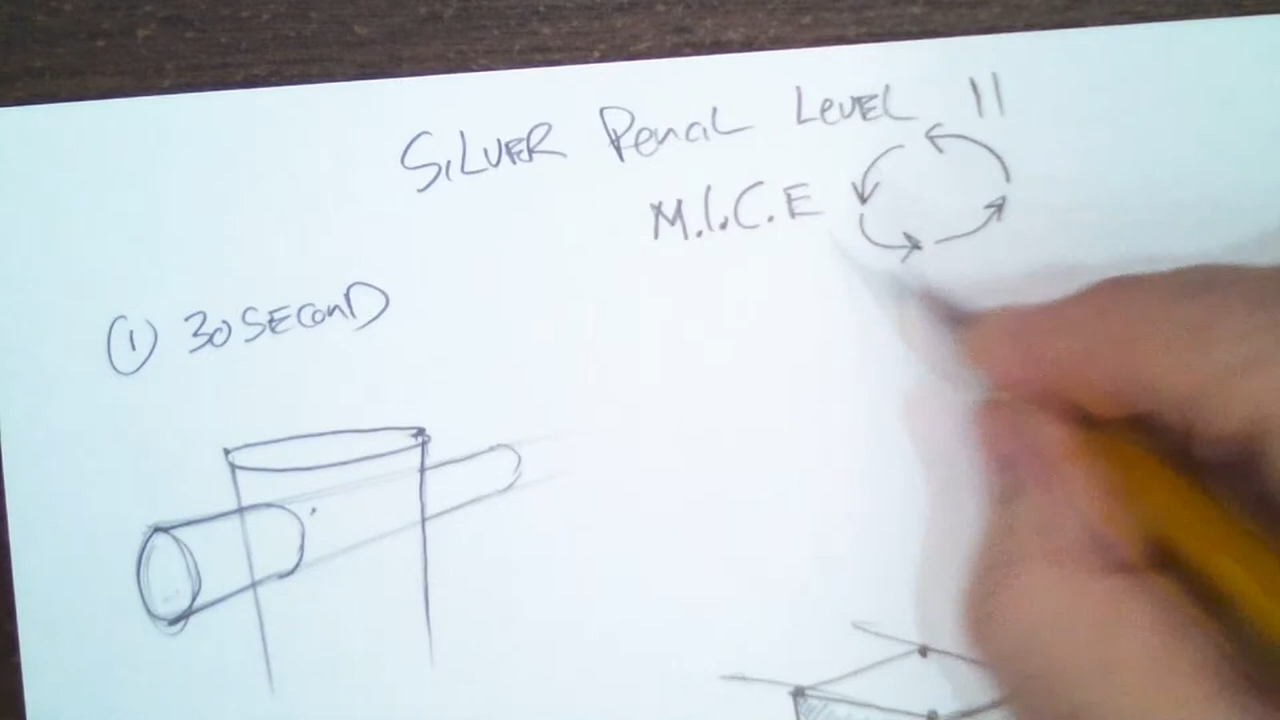 SILVER Pencil LeveL 11
M.I.C.E
① 30 SECOND